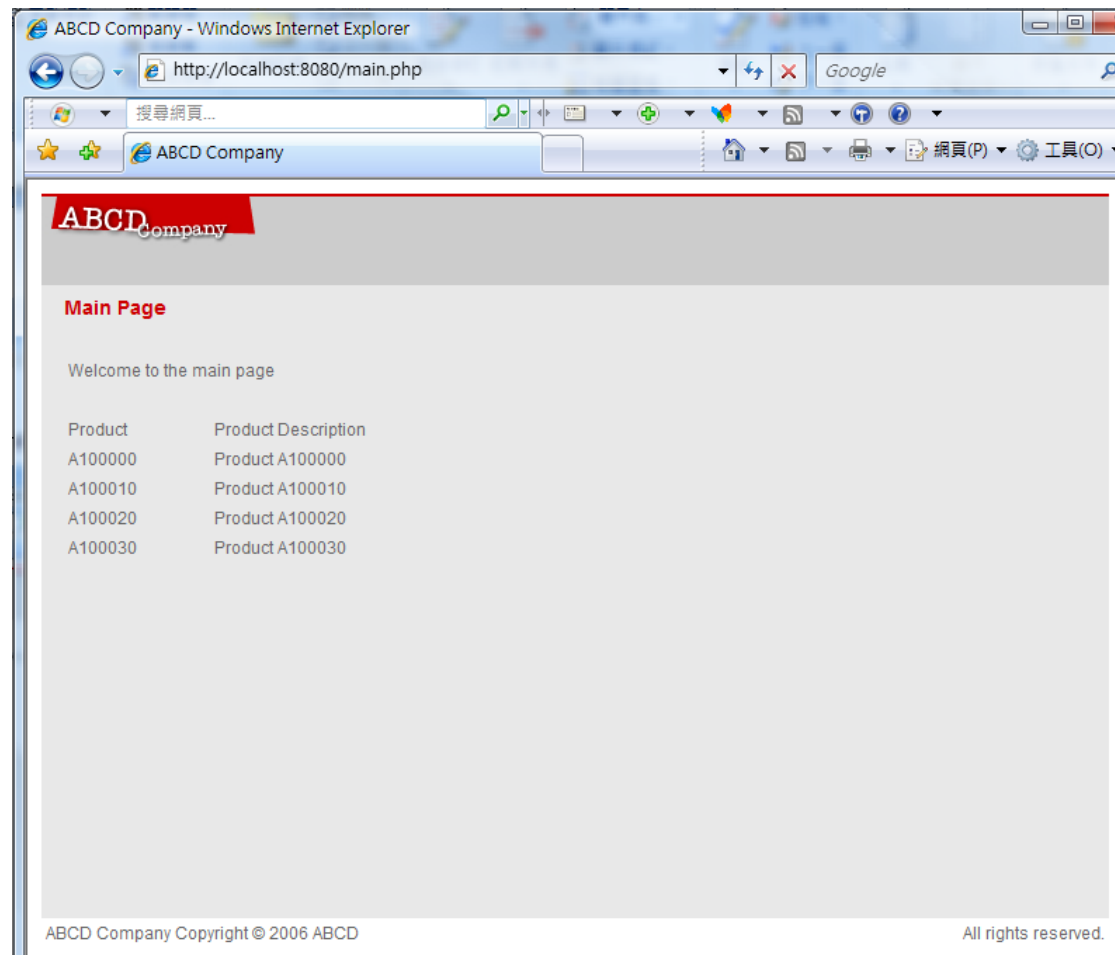 ABCD Company - Windows Internet Explorer
http://localhost:8080/main.php Google
搜尋網頁...
ABCD Company 網頁(P) 工具(O)
ABCD Company
Main Page
Welcome to the main page
Product Product Description
A100000 Product A100000
A100010 Product A100010
A100020 Product A100020
A100030 Product A100030
ABCD Company Copyright © 2006 ABCD All rights reserved.